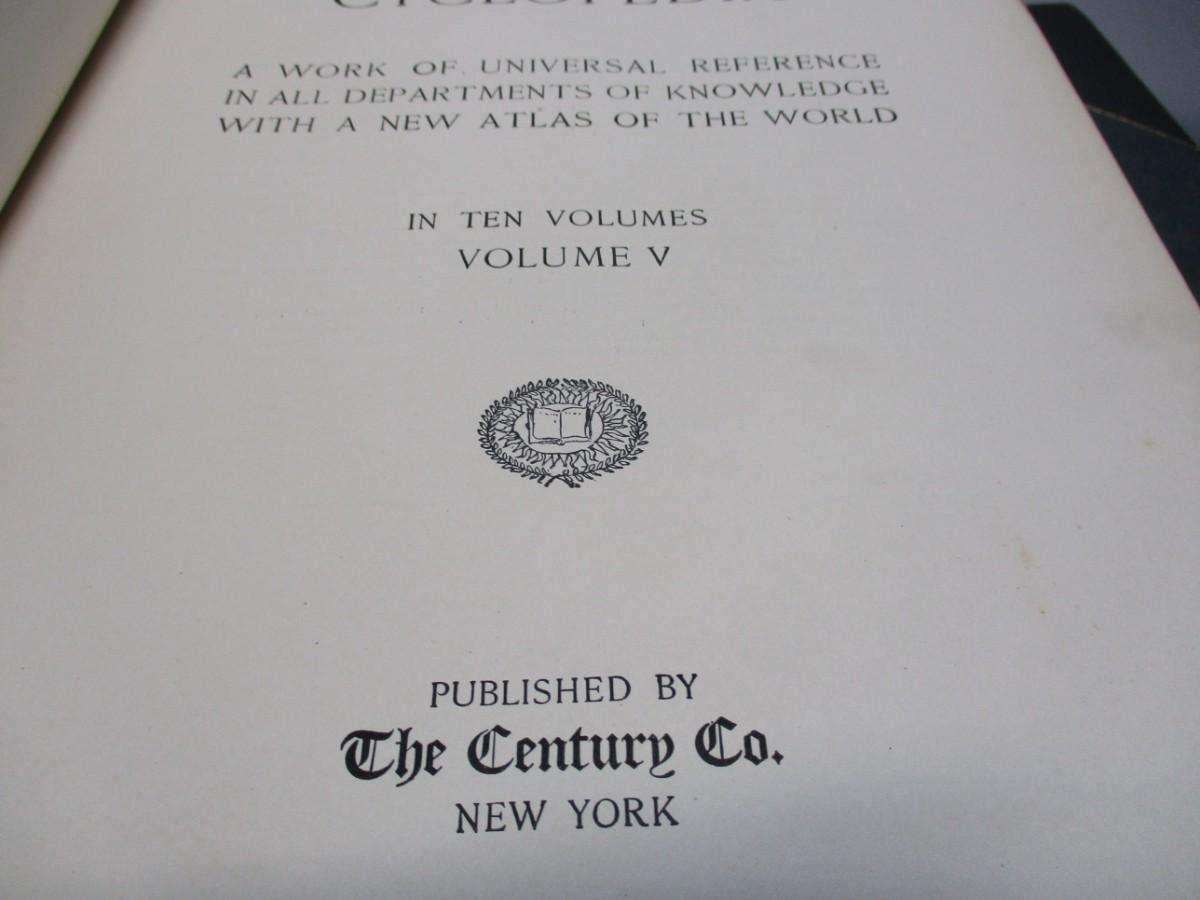 CYCLOPEDIA
A WORK OF UNIVERSAL REFERENCE
IN ALL DEPARTMENTS OF KNOWLEDGE
WITH A NEW ATLAS OF THE WORLD
IN TEN VOLUMES
VOLUME V
PUBLISHED BY
The Century Co.
NEW YORK